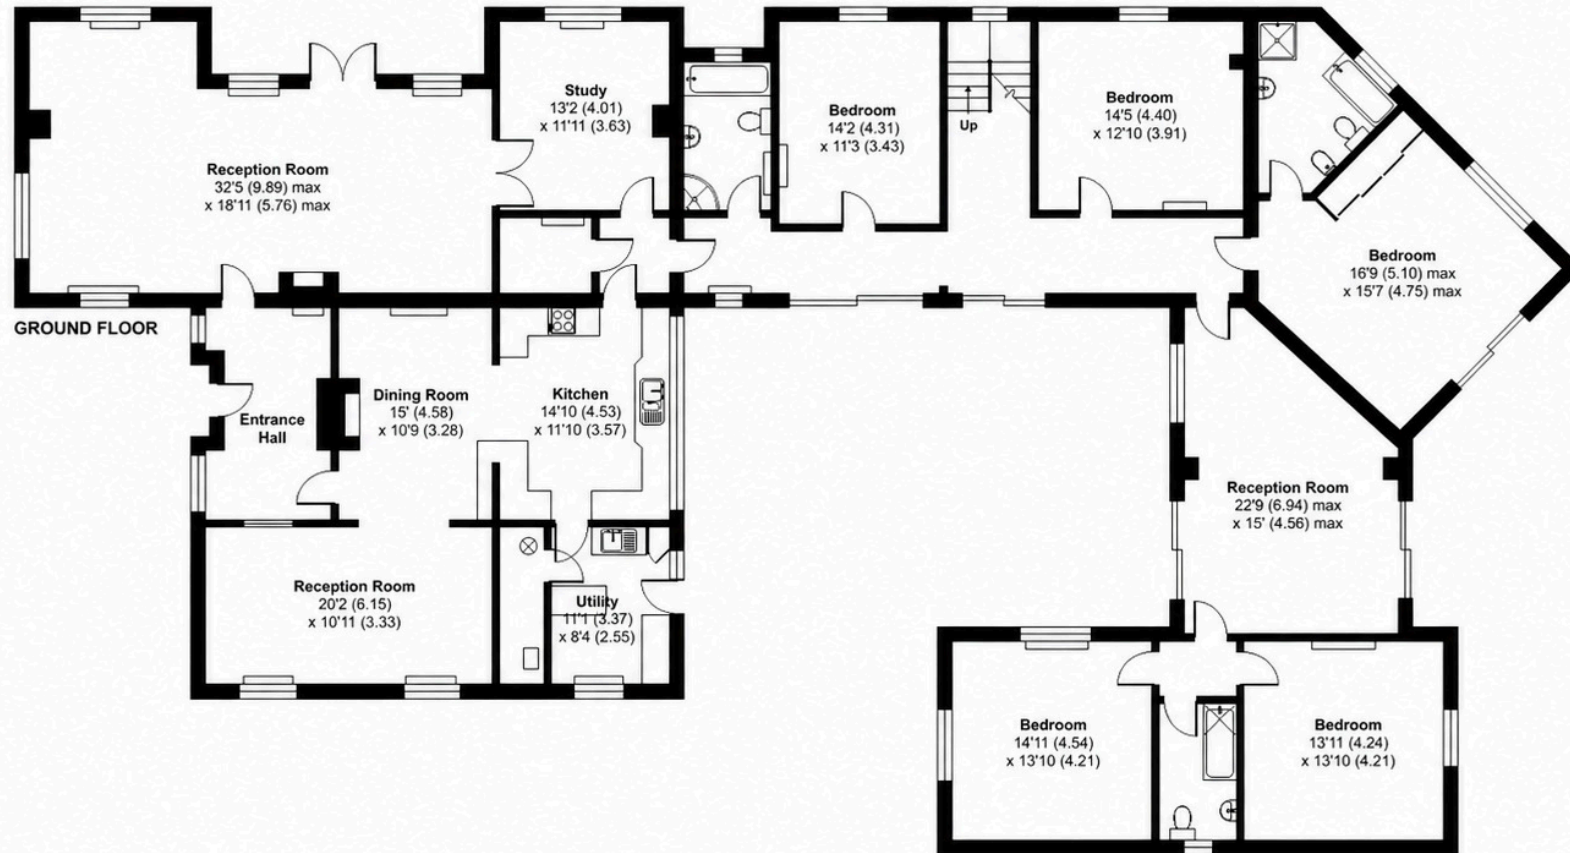 Study
13'2 (4.01)
x 11'11 (3.63)
Bedroom
14'2 (4.31)
x 11'3 (3.43)
Up
Bedroom
14'5 (4.40)
x 12'10 (3.91)
Reception Room
32'5 (9.89) max
x 18'11 (5.76) max
Bedroom
16'9 (5.10) max
x 15'7 (4.75) max
GROUND FLOOR
Entrance
Hall
Dining Room
15' (4.58)
x 10'9 (3.28)
Kitchen
14'10 (4.53)
x 11'10 (3.57)
Reception Room
22'9 (6.94) max
x 15' (4.56) max
Reception Room
20'2 (6.15)
x 10'11 (3.33)
Utility
11'1 (3.37)
x 8'4 (2.55)
Bedroom
14'11 (4.54)
x 13'10 (4.21)
Bedroom
13'11 (4.24)
x 13'10 (4.21)